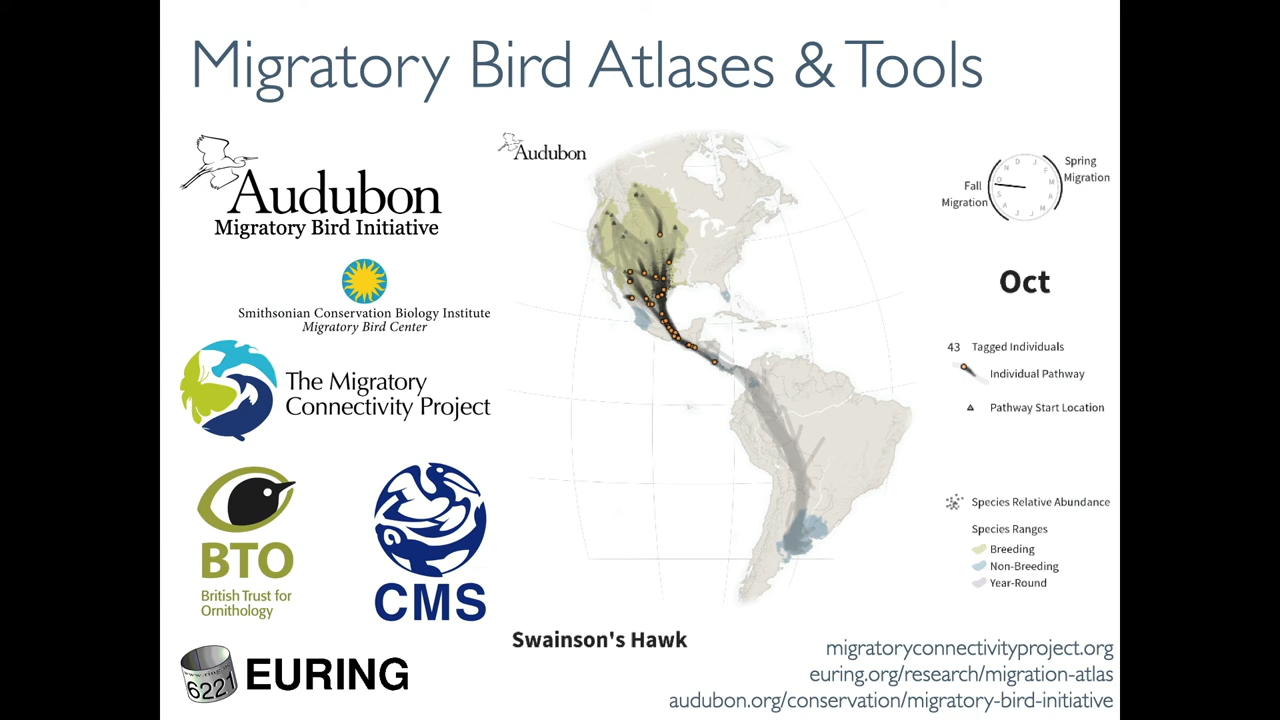 Migratory Bird Atlases & Tools
Audubon
Migratory Bird Initiative
Smithsonian Conservation Biology Institute
Migratory Bird Center
The Migratory
Connectivity Project
BTO
British Trust for
Ornithology
CMS
www.ring.ac
6221
EURING
Audubon
Spring
Migration
Fall
Migration
J
F
M
A
M
J
J
A
S
O
N
D
Oct
43 Tagged Individuals
Individual Pathway
Pathway Start Location
Species Relative Abundance
Species Ranges
Breeding
Non-Breeding
Year-Round
Swainson's Hawk
migratoryconnectivityproject.org
euring.org/research/migration-atlas
audubon.org/conservation/migratory-bird-initiative